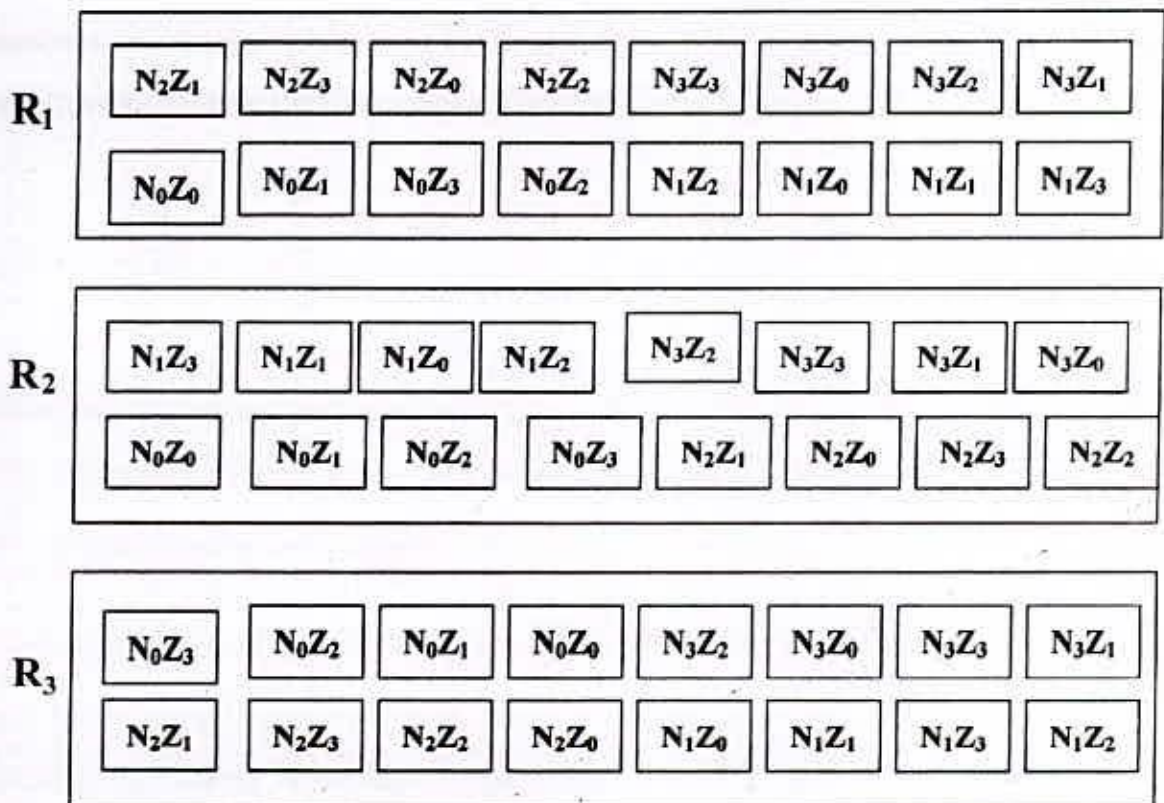 R₁
N₂Z₁ N₂Z₃ N₂Z₀ N₂Z₂ N₃Z₃ N₃Z₀ N₃Z₂ N₃Z₁
N₀Z₀ N₀Z₁ N₀Z₃ N₀Z₂ N₁Z₂ N₁Z₀ N₁Z₁ N₁Z₃
R₂
N₁Z₃ N₁Z₁ N₁Z₀ N₁Z₂ N₃Z₂ N₃Z₃ N₃Z₁ N₃Z₀
N₀Z₀ N₀Z₁ N₀Z₂ N₀Z₃ N₂Z₁ N₂Z₀ N₂Z₃ N₂Z₂
R₃
N₀Z₃ N₀Z₂ N₀Z₁ N₀Z₀ N₃Z₂ N₃Z₀ N₃Z₃ N₃Z₁
N₂Z₁ N₂Z₃ N₂Z₂ N₂Z₀ N₁Z₀ N₁Z₁ N₁Z₃ N₁Z₂